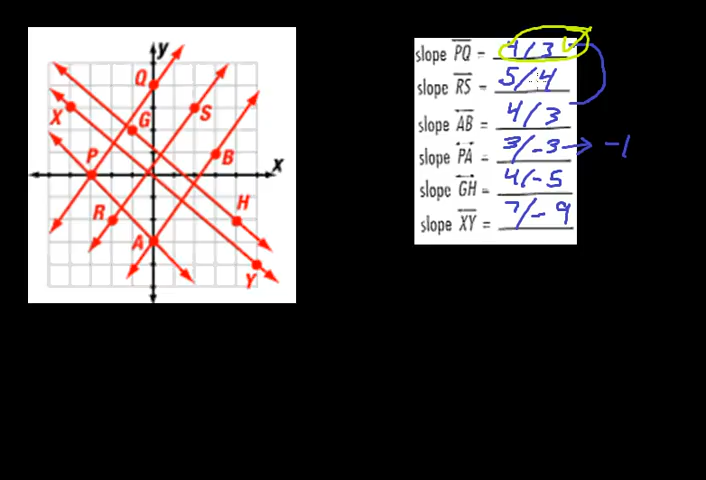 y
Q
X
G
S
P
B
x
R
H
A
Y
slope PQ = 4/3
slope RS = 5/4
slope AB = 4/3
slope PA = 3/-3 → -1
slope GH = 4/-5
slope XY = 7/-9